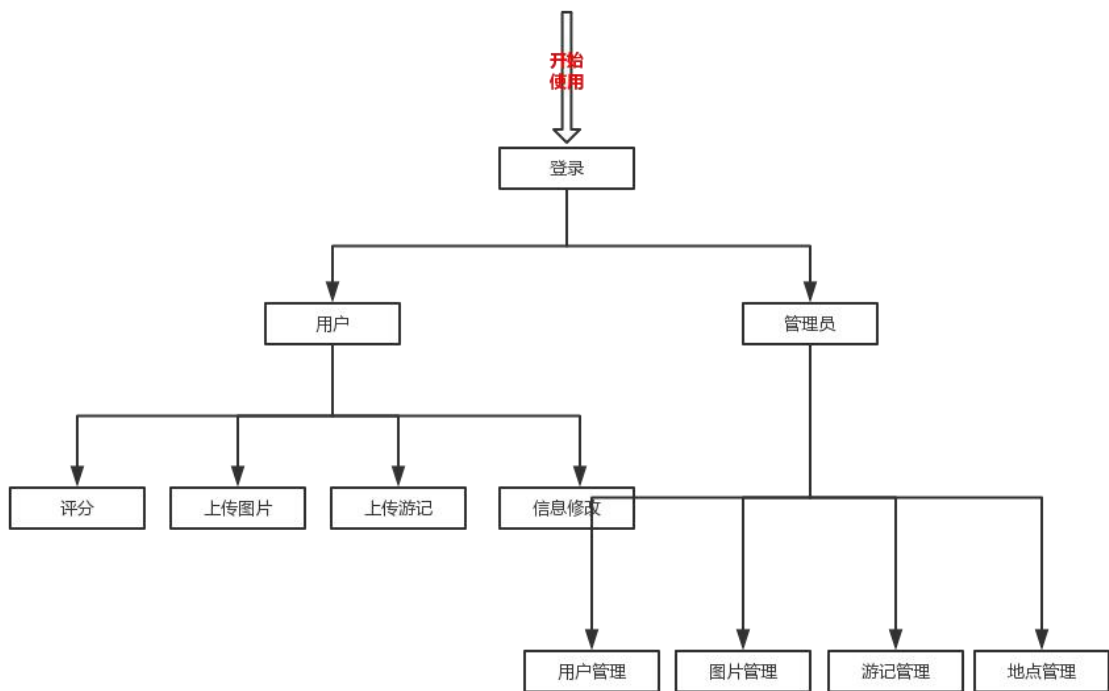 开始
使用
登录
用户
管理员
评分
上传图片
上传游记
信息修改
用户管理
图片管理
游记管理
地点管理